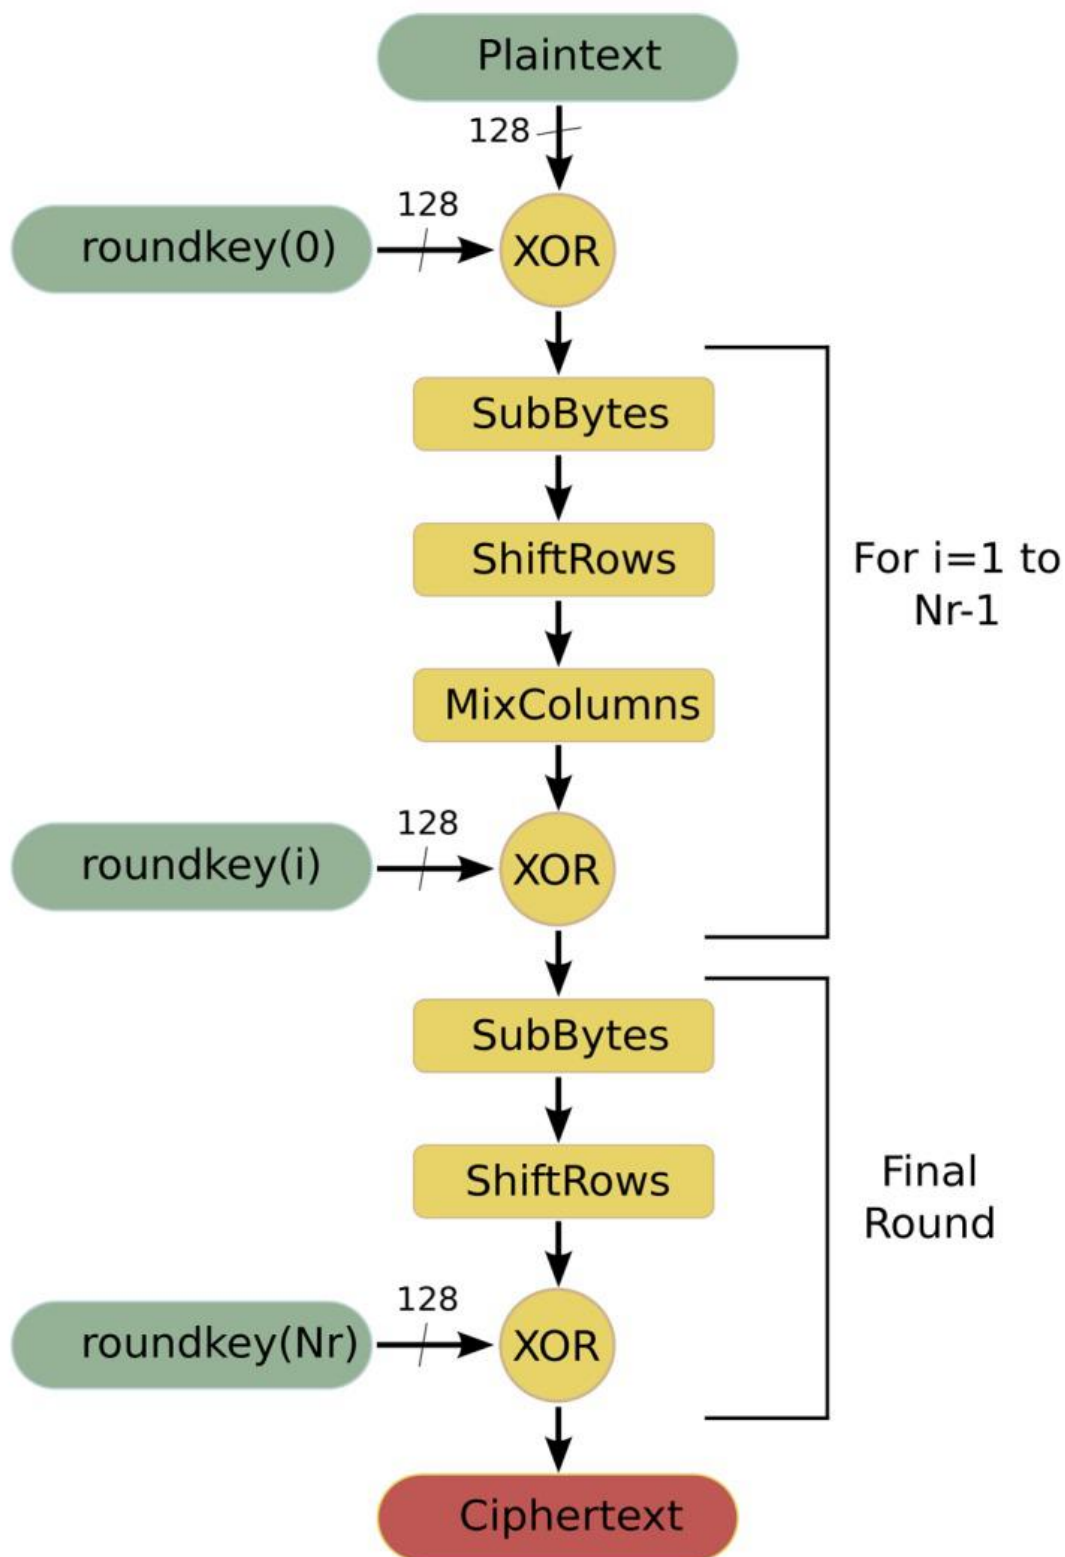 Plaintext
128
128
roundkey(0)
XOR
SubBytes
ShiftRows
For i=1 to
Nr-1
MixColumns
128
roundkey(i)
XOR
SubBytes
ShiftRows
Final
Round
128
roundkey(Nr)
XOR
Ciphertext